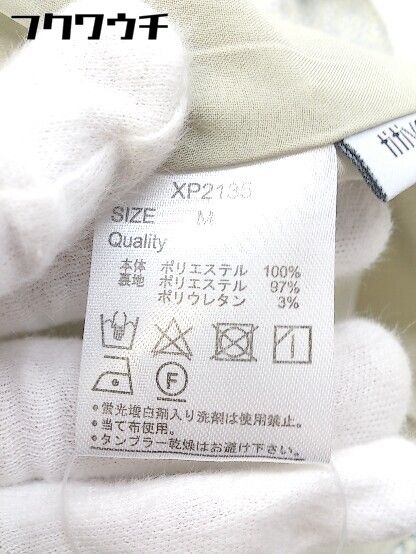 フクワウチ
titiv
XP2135
SIZE M
Quality
本体 ポリエステル 100%
裏地 ポリエステル 97%
ポリウレタン 3%
F
•蛍光増白剤入り洗剤は使用禁止。
•当て布使用。
•タンブラー乾燥はお避け下さい。